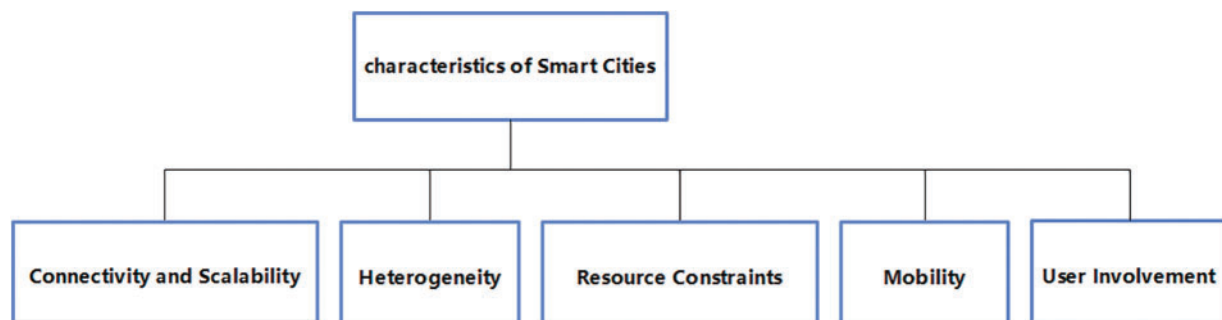 characteristics of Smart Cities
Connectivity and Scalability
Heterogeneity
Resource Constraints
Mobility
User Involvement